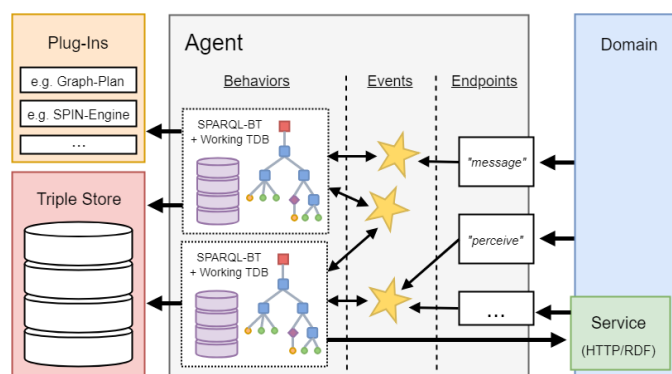 Plug-Ins
e.g. Graph-Plan
e.g. SPIN-Engine
...
Triple Store
Agent
Behaviors
Events
Endpoints
SPARQL-BT
+ Working TDB
SPARQL-BT
+ Working TDB
"message"
"perceive"
...
Domain
Service
(HTTP/RDF)